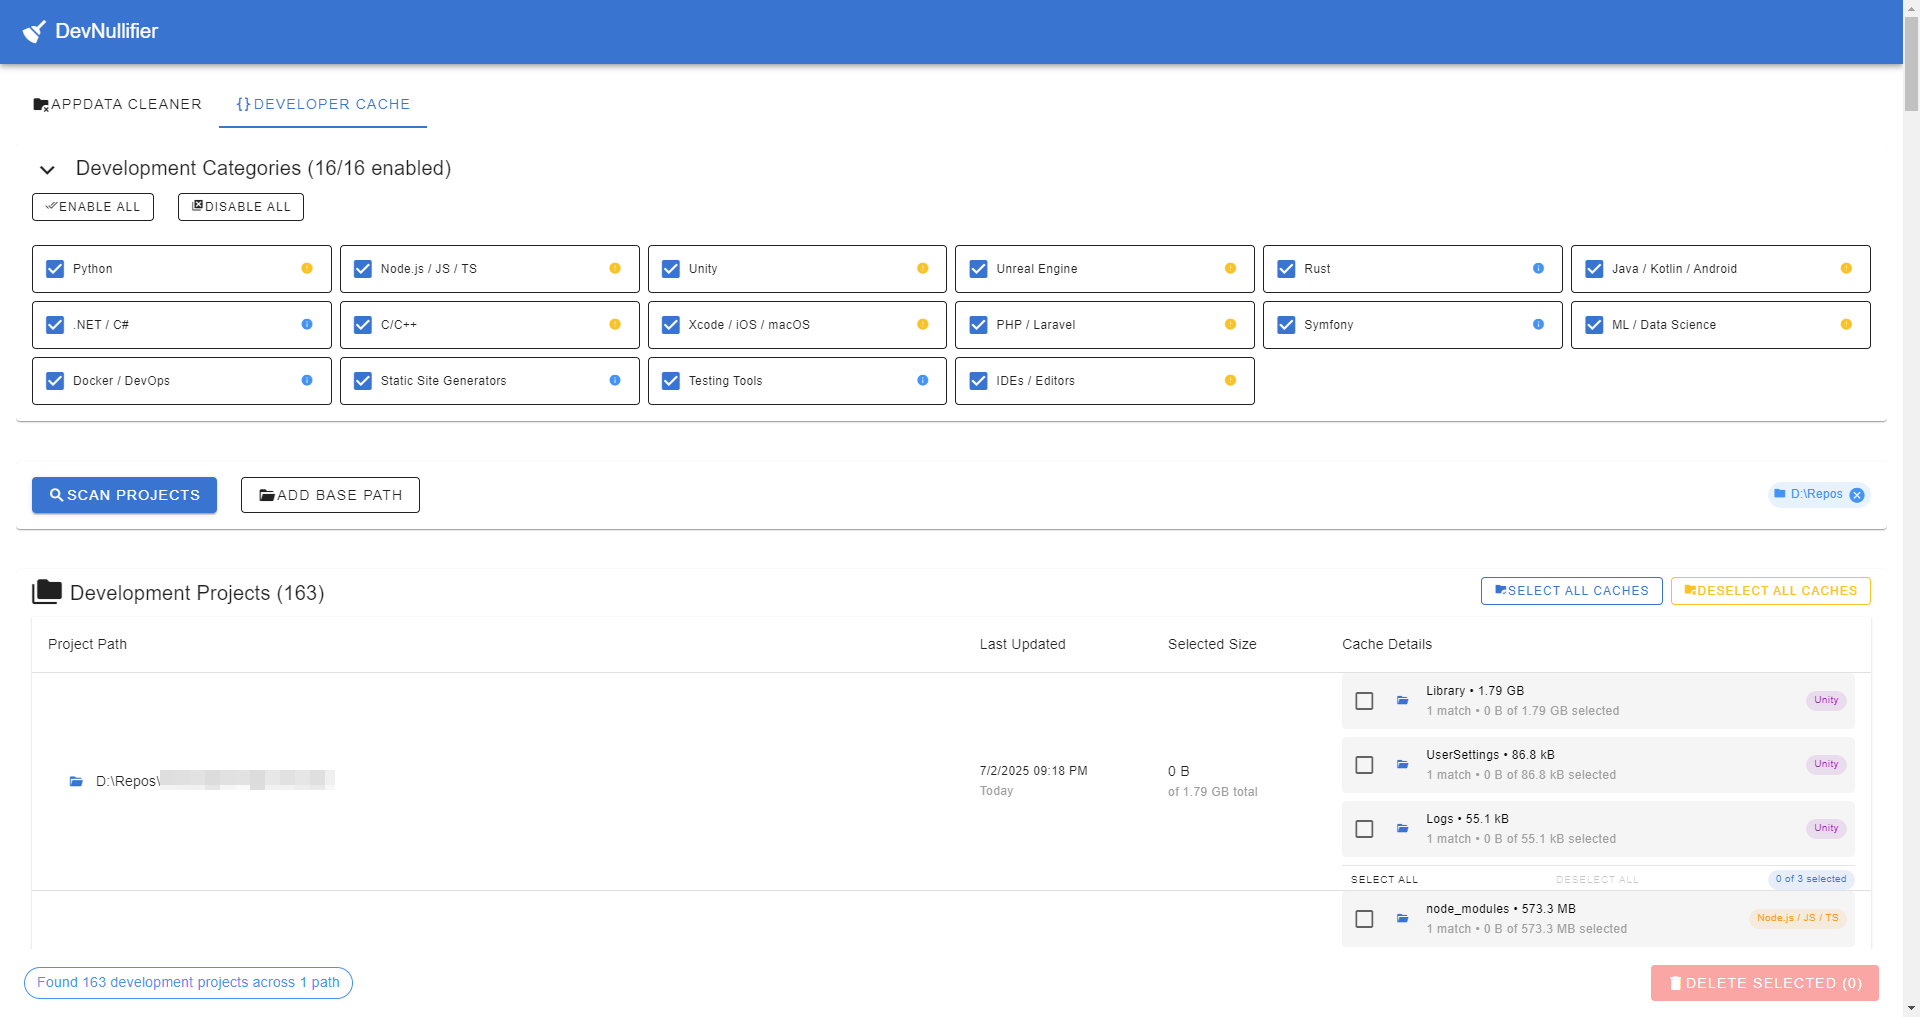 DevNullifier
APPDATA CLEANER
DEVELOPER CACHE
Development Categories (16/16 enabled)
ENABLE ALL
DISABLE ALL
Python
Node.js / JS / TS
Unity
Unreal Engine
Rust
Java / Kotlin / Android
.NET / C#
C/C++
Xcode / iOS / macOS
PHP / Laravel
Symfony
ML / Data Science
Docker / DevOps
Static Site Generators
Testing Tools
IDEs / Editors
SCAN PROJECTS
ADD BASE PATH
D:\Repos
Development Projects (163)
SELECT ALL CACHES
DESELECT ALL CACHES
Project Path
Last Updated
Selected Size
Cache Details
D:\Repos\
7/2/2025 09:18 PM
Today
0 B
of 1.79 GB total
Library • 1.79 GB
1 match • 0 B of 1.79 GB selected
Unity
UserSettings • 86.8 kB
1 match • 0 B of 86.8 kB selected
Unity
Logs • 55.1 kB
1 match • 0 B of 55.1 kB selected
Unity
SELECT ALL
DESELECT ALL
0 of 3 selected
node_modules • 573.3 MB
1 match • 0 B of 573.3 MB selected
Node.js / JS / TS
Found 163 development projects across 1 path
DELETE SELECTED (0)